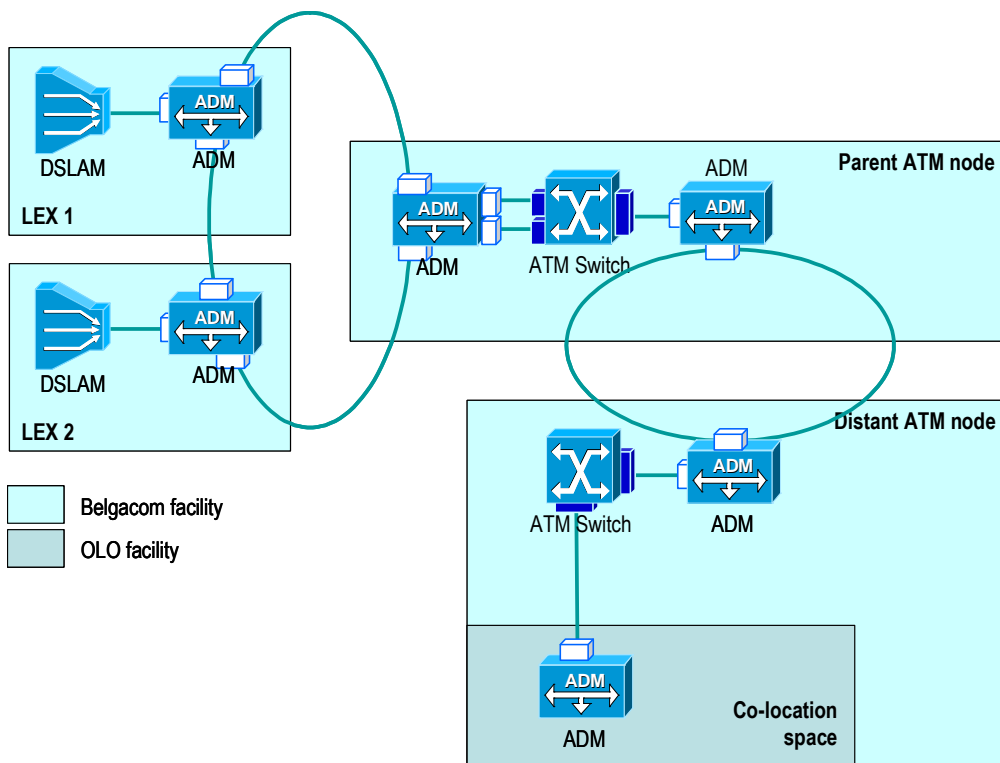 ADM
DSLAM
ADM
LEX 1
ADM
DSLAM
ADM
LEX 2
Parent ATM node
ADM
ADM
ADM
ADM
ATM Switch
Distant ATM node
ADM
ATM Switch
ADM
Belgacom facility
OLO facility
ADM
ADM
Co-location
space